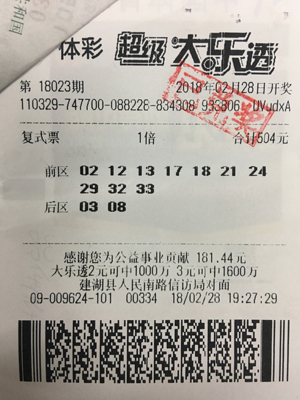 体彩 超级大乐透
第 18023期 2018年02月28日开奖
110329-747700-088228-834308 UVudxA
复式票 1倍 合计504元
前区 02 12 13 17 18 21 24
29 32 33
后区 03 08
感谢您为公益事业贡献 181.44元
大乐透2元可中1000万 3元可中1600万
建湖县人民南路信访局对面
09-009624-101 00334 18/02/28 19:27:29